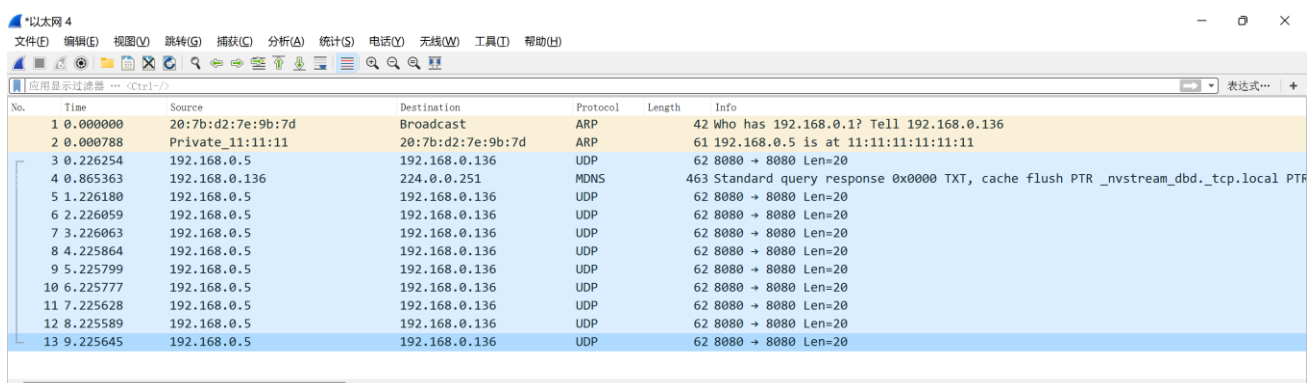 *以太网 4
文件(F) 编辑(E) 视图(V) 跳转(G) 捕获(C) 分析(A) 统计(S) 电话(Y) 无线(W) 工具(T) 帮助(H)
应用显示过滤器 … <Ctrl-/> 表达式… +
No. Time Source Destination Protocol Length Info
1 0.000000 20:7b:d2:7e:9b:7d Broadcast ARP 42 Who has 192.168.0.1? Tell 192.168.0.136
2 0.000788 Private_11:11:11 20:7b:d2:7e:9b:7d ARP 61 192.168.0.5 is at 11:11:11:11:11:11
3 0.226254 192.168.0.5 192.168.0.136 UDP 62 8080 → 8080 Len=20
4 0.865363 192.168.0.136 224.0.0.251 MDNS 463 Standard query response 0x0000 TXT, cache flush PTR _nvstream_dbd._tcp.local PTR
5 1.226180 192.168.0.5 192.168.0.136 UDP 62 8080 → 8080 Len=20
6 2.226059 192.168.0.5 192.168.0.136 UDP 62 8080 → 8080 Len=20
7 3.226063 192.168.0.5 192.168.0.136 UDP 62 8080 → 8080 Len=20
8 4.225864 192.168.0.5 192.168.0.136 UDP 62 8080 → 8080 Len=20
9 5.225799 192.168.0.5 192.168.0.136 UDP 62 8080 → 8080 Len=20
10 6.225777 192.168.0.5 192.168.0.136 UDP 62 8080 → 8080 Len=20
11 7.225628 192.168.0.5 192.168.0.136 UDP 62 8080 → 8080 Len=20
12 8.225589 192.168.0.5 192.168.0.136 UDP 62 8080 → 8080 Len=20
13 9.225645 192.168.0.5 192.168.0.136 UDP 62 8080 → 8080 Len=20